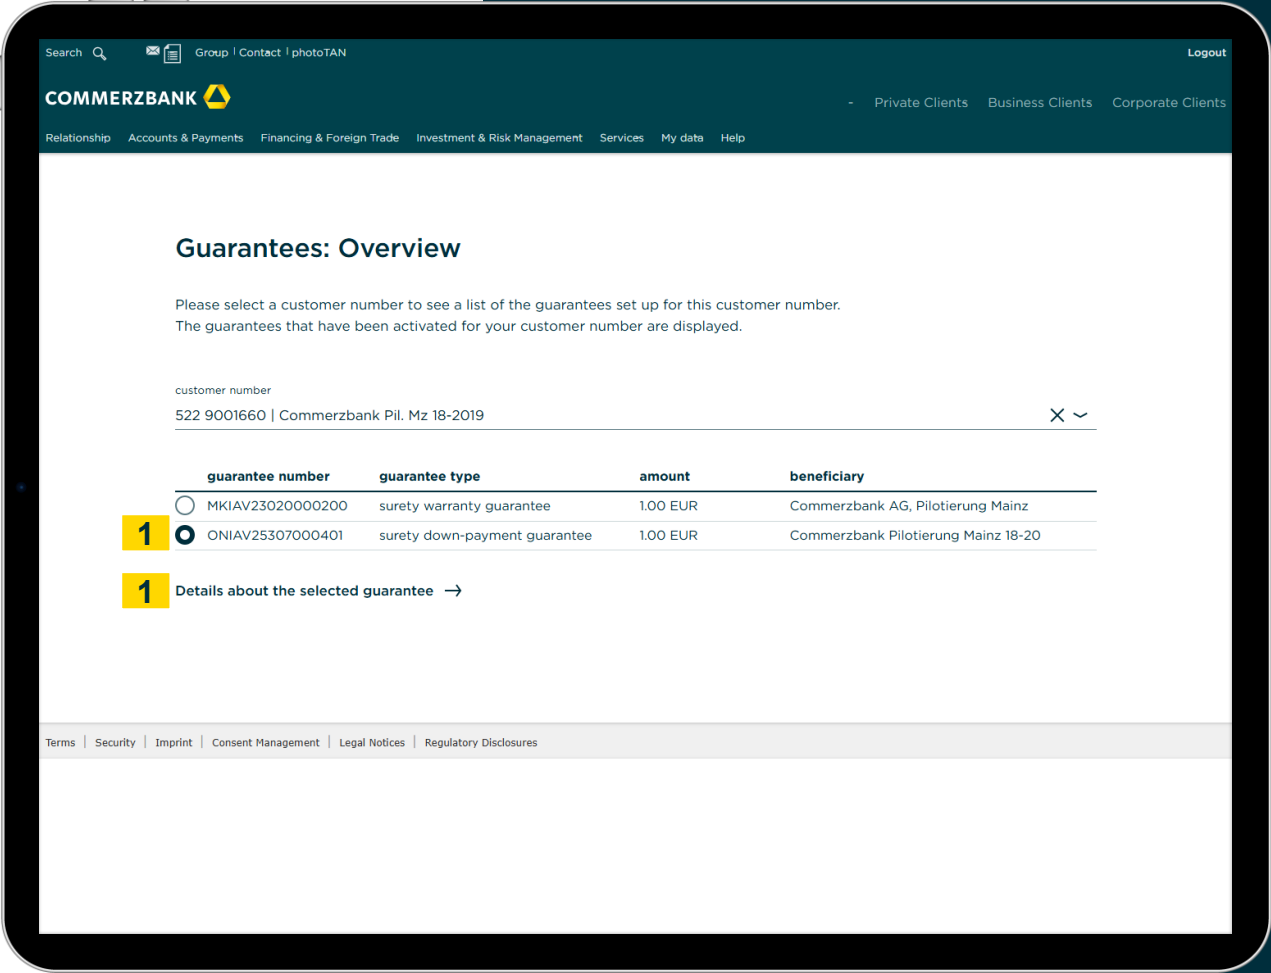 Search Group | Contact | photoTAN Logout
COMMERZBANK
- Private Clients Business Clients Corporate Clients
Relationship Accounts & Payments Financing & Foreign Trade Investment & Risk Management Services My data Help
Guarantees: Overview
Please select a customer number to see a list of the guarantees set up for this customer number.
The guarantees that have been activated for your customer number are displayed.
customer number
522 9001660 | Commerzbank Pil. Mz 18-2019
guarantee number guarantee type amount beneficiary
MKIAV23020000200 surety warranty guarantee 1.00 EUR Commerzbank AG, Pilotierung Mainz
1 ONIAV25307000401 surety down-payment guarantee 1.00 EUR Commerzbank Pilotierung Mainz 18-20
1 Details about the selected guarantee →
Terms | Security | Imprint | Consent Management | Legal Notices | Regulatory Disclosures